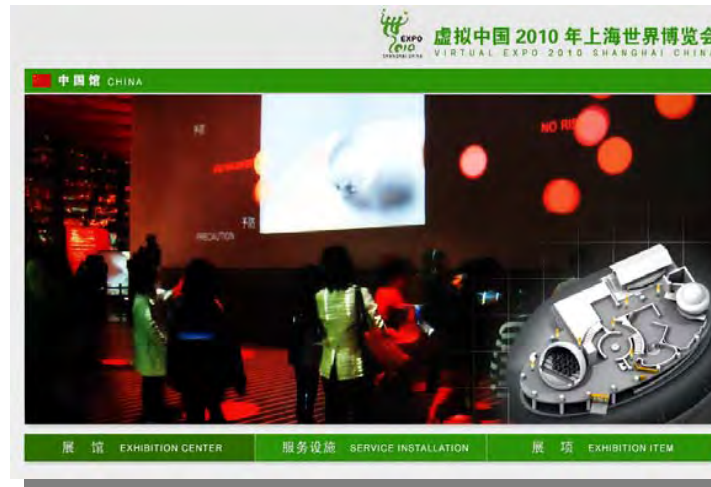 EXPO
2010
SHANGHAI CHINA
虚拟中国 2010 年上海世界博览会
VIRTUAL EXPO 2010 SHANGHAI CHINA
中国馆 CHINA
NO RIS
PRECAUTION
展 馆 EXHIBITION CENTER
服务设施 SERVICE INSTALLATION
展 项 EXHIBITION ITEM